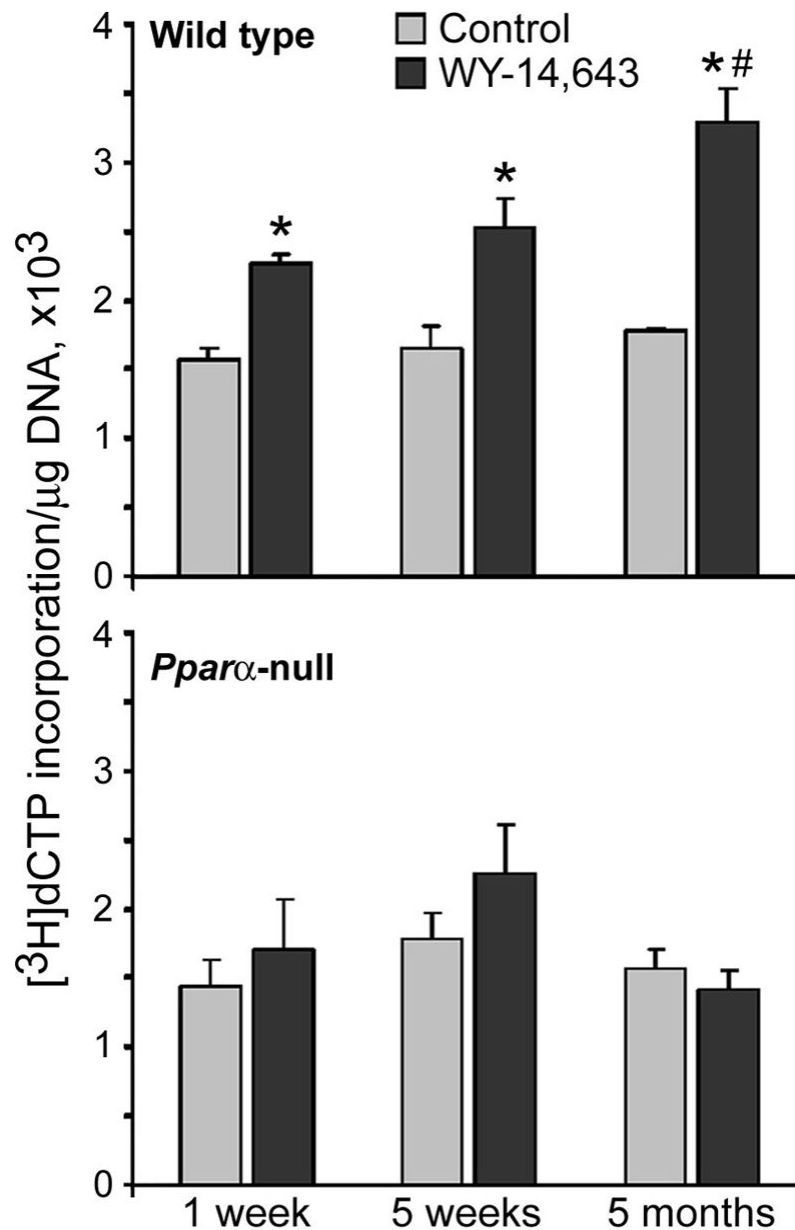 [³H]dCTP incorporation/μg DNA, x10³
Wild type
Control
WY-14,643
4
3
2
1
0
*
*
*#
Pparα-null
4
3
2
1
0
1 week
5 weeks
5 months